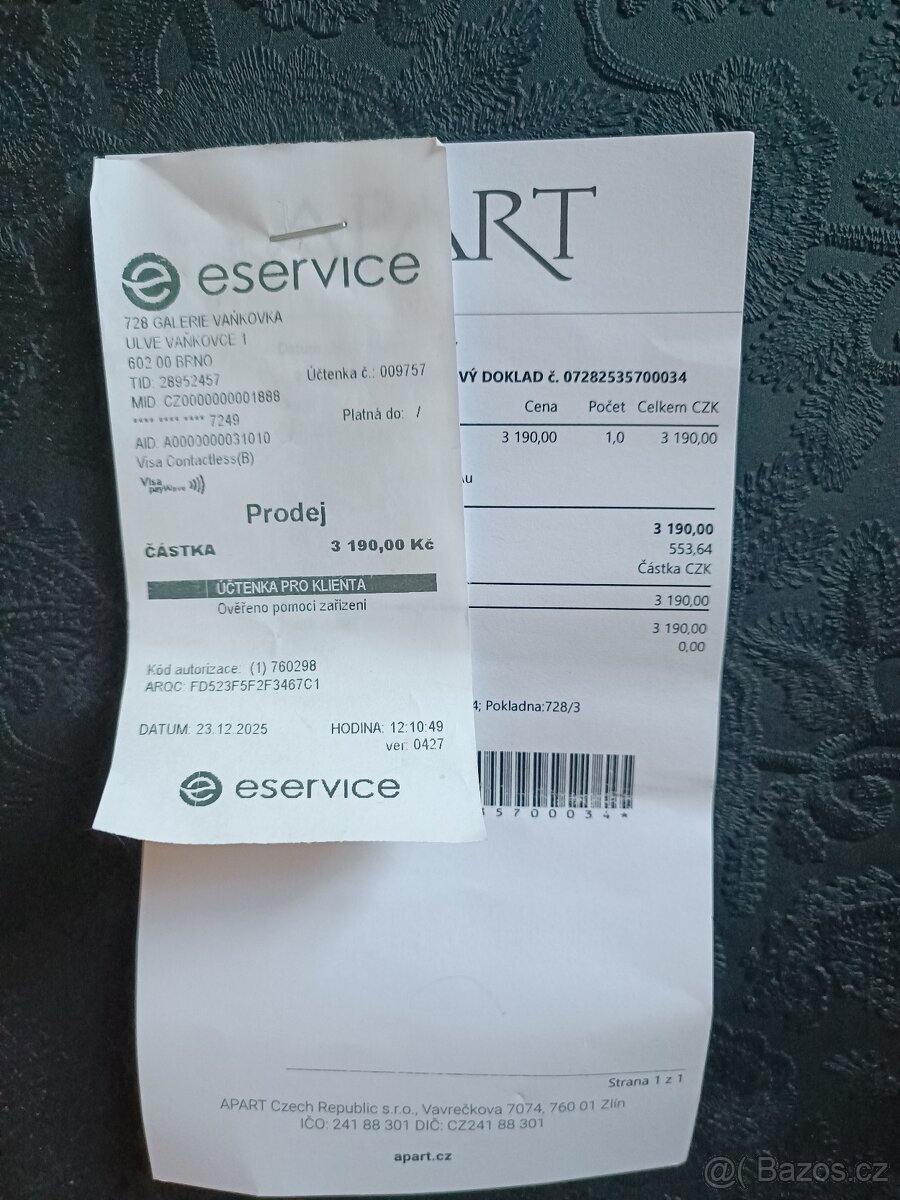 eservice
728 GALERIE VAŇKOVKA
ULVE VAŇKOVCE 1
602 00 BRNO
TID: 28952457
Účtenka č.: 009757
MID: CZ0000000001888
**** **** **** 7249
Platná do: /
AID: A0000000031010
Visa Contactless(B)
Visa payWave
Prodej
ČÁSTKA 3 190,00 Kč
ÚČTENKA PRO KLIENTA
Ověřeno pomocí zařízení
Kód autorizace: (1) 760298
ARQC: FD523F5F2F3467C1
DATUM: 23.12.2025 HODINA: 12:10:49
ver: 0427
eservice
ART
VÝ DOKLAD č. 07282535700034
Cena Počet Celkem CZK
3 190,00 1,0 3 190,00
3 190,00
553,64
Částka CZK
3 190,00
3 190,00
0,00
4; Pokladna:728/3
5700034*
Strana 1 z 1
APART Czech Republic s.r.o., Vavrečkova 7074, 760 01 Zlín
IČO: 241 88 301 DIČ: CZ241 88 301
apart.cz
@( Bazos.cz